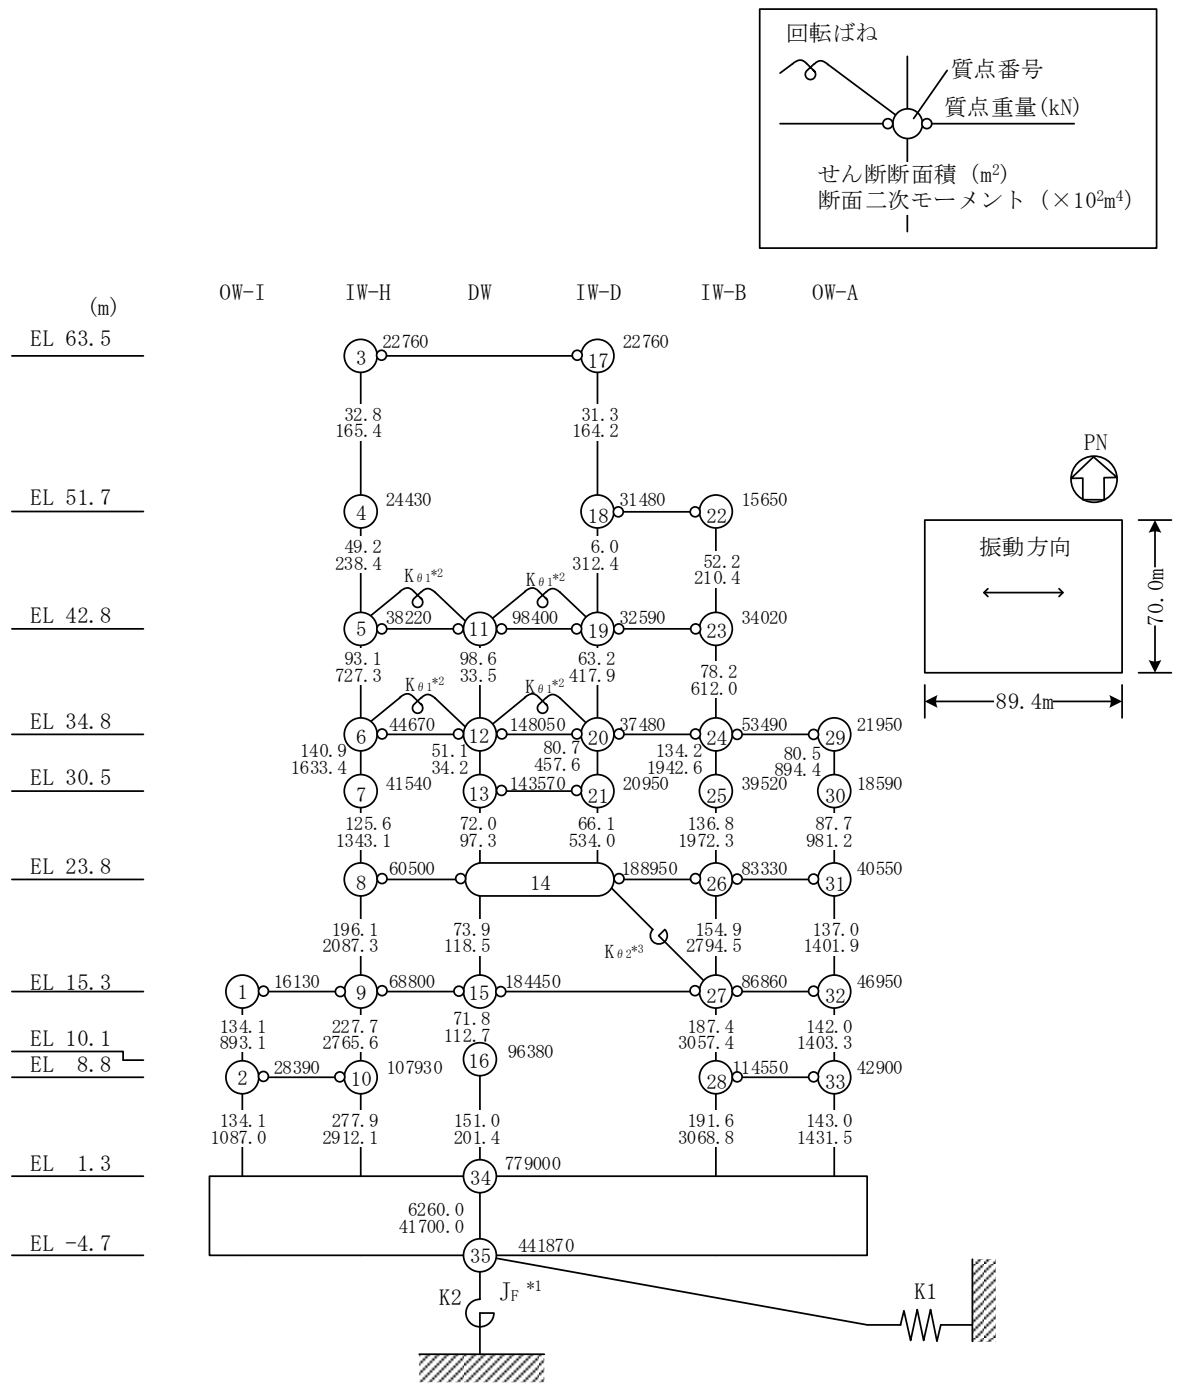 回転ばね
質点番号
質点重量(kN)
せん断断面積 (m²)
断面二次モーメント (×10²m⁴)
OW-I IW-H DW IW-D IW-B OW-A
(m)
EL 63.5
3 22760 17 22760
32.8 31.3
165.4 164.2
PN
EL 51.7
4 24430 18 31480 22 15650
49.2 6.0 52.2
238.4 312.4 210.4
Kθ1*2 Kθ1*2
振動方向
70.0m
89.4m
EL 42.8
5 38220 11 98400 19 32590 23 34020
93.1 98.6 63.2 78.2
727.3 33.5 417.9 612.0
Kθ1*2 Kθ1*2
EL 34.8
6 44670 12 148050 20 37480 24 53490 29 21950
140.9 51.1 80.7 134.2 80.5
1633.4 34.2 457.6 1942.6 894.4
EL 30.5
7 41540 13 143570 21 20950 25 39520 30 18590
125.6 72.0 66.1 136.8 87.7
1343.1 97.3 534.0 1972.3 981.2
EL 23.8
8 60500 14 188950 26 83330 31 40550
196.1 73.9 154.9 137.0
2087.3 118.5 2794.5 1401.9
Kθ2*3
EL 15.3
1 16130 9 68800 15 184450 27 86860 32 46950
134.1 227.7 71.8 187.4 142.0
893.1 2765.6 112.7 3057.4 1403.3
EL 10.1
16 96380
EL 8.8
2 28390 10 107930 28 114550 33 42900
134.1 277.9 151.0 191.6 143.0
1087.0 2912.1 201.4 3068.8 1431.5
EL 1.3
34 779000
6260.0
41700.0
EL -4.7
35 441870
K2 JF *1
K1